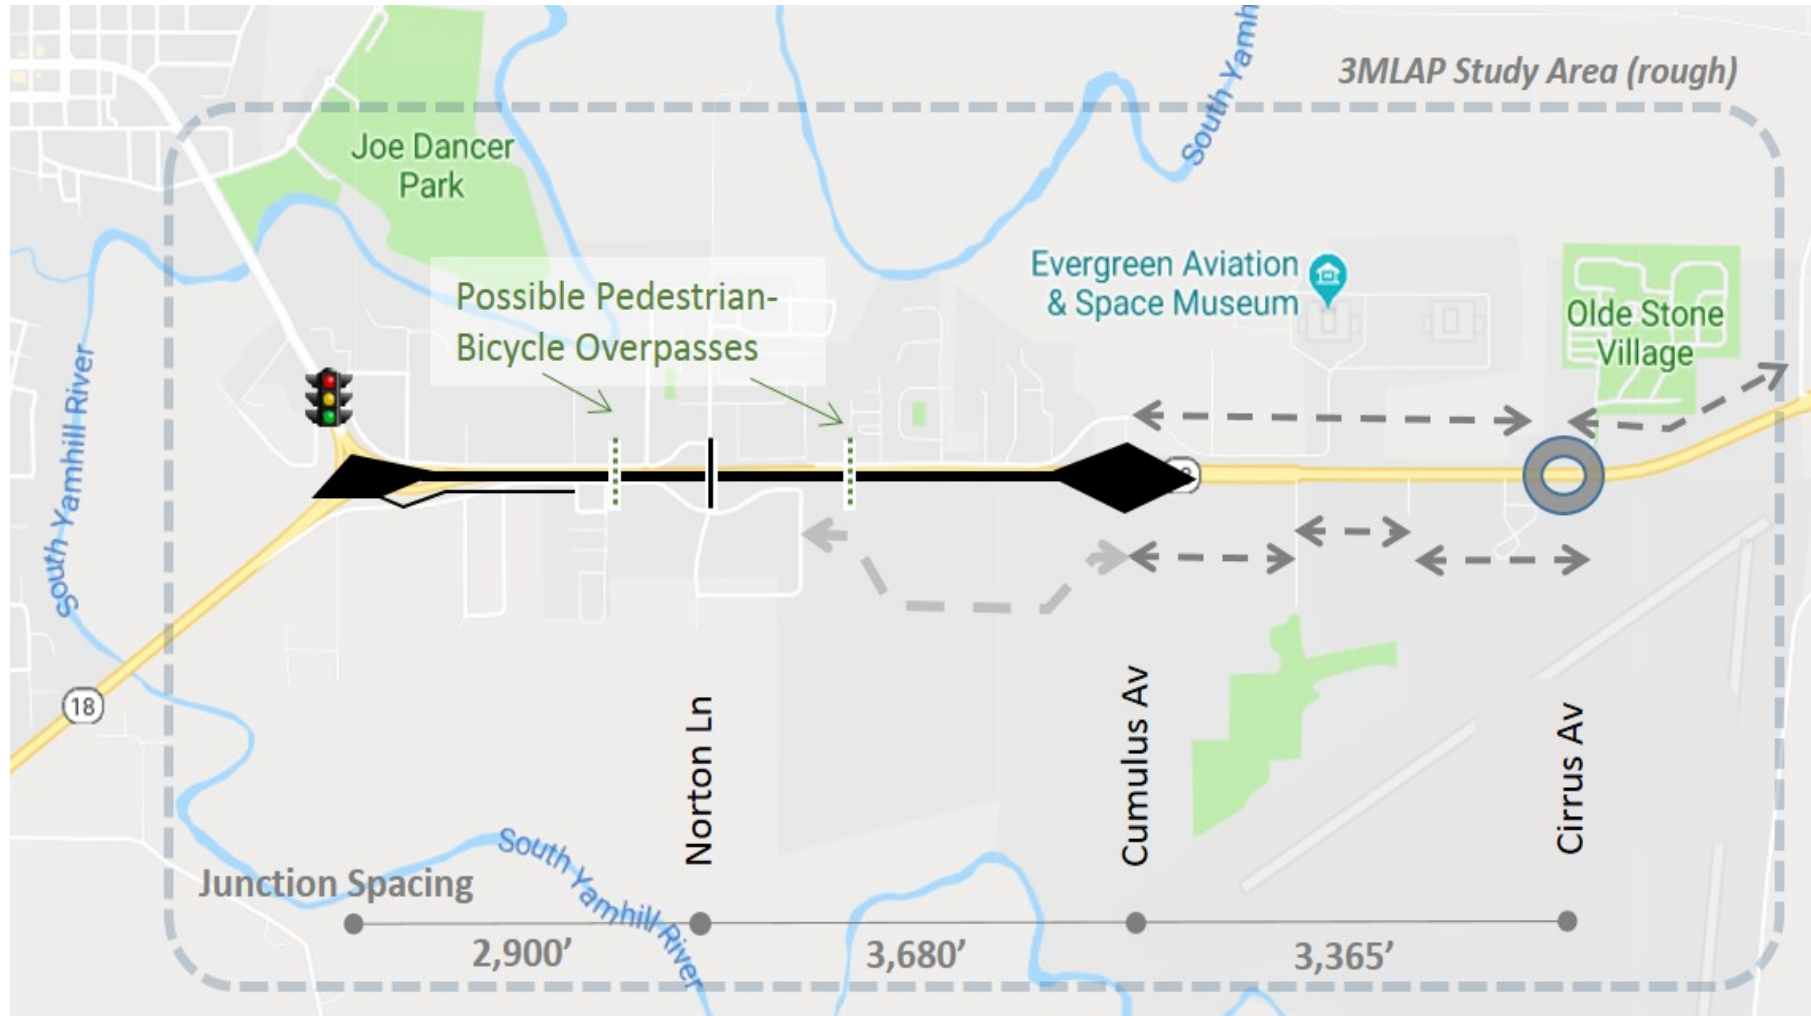 3MLAP Study Area (rough)
South Yamh
Joe Dancer
Park
Evergreen Aviation
& Space Museum
Possible Pedestrian-
Bicycle Overpasses
Olde Stone
Village
South Yamhill River
18
Norton Ln
Cumulus Av
Cirrus Av
South Yamhill River
Junction Spacing
2,900’
3,680’
3,365’